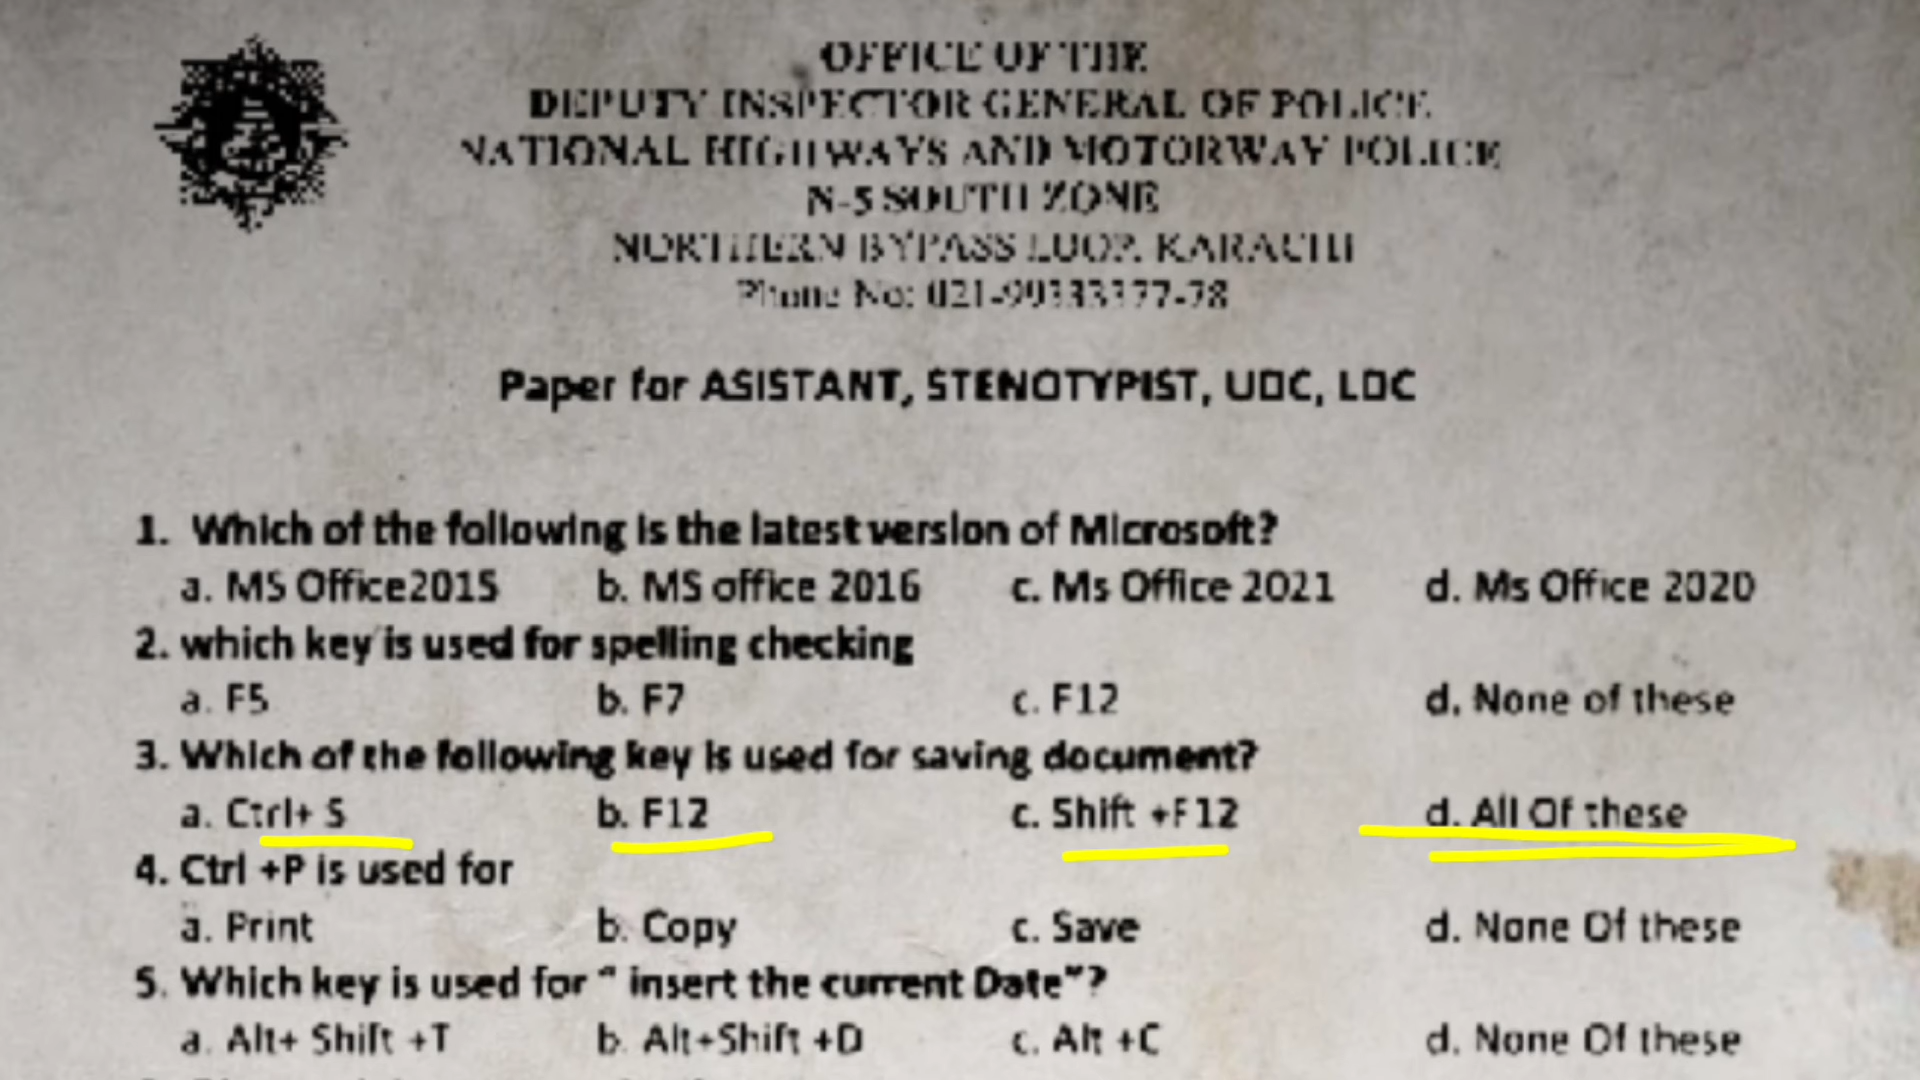 OFFICE OF THE
DEPUTY INSPECTOR GENERAL OF POLICE
NATIONAL HIGHWAYS AND MOTORWAY POLICE
N-5 SOUTH ZONE
NORTHERN BYPASS LOOP, KARACHI
Phone No: 021-99333377-78
Paper for ASISTANT, STENOTYPIST, UDC, LDC
1. Which of the following is the latest version of Microsoft?
a. MS Office2015 b. MS office 2016 c. Ms Office 2021 d. Ms Office 2020
2. which key is used for spelling checking
a. F5 b. F7 c. F12 d. None of these
3. Which of the following key is used for saving document?
a. Ctrl+ S b. F12 c. Shift +F12 d. All Of these
4. Ctrl +P is used for
a. Print b. Copy c. Save d. None Of these
5. Which key is used for “ insert the current Date”?
a. Alt+ Shift +T b. Alt+Shift +D c. Alt +C d. None Of these